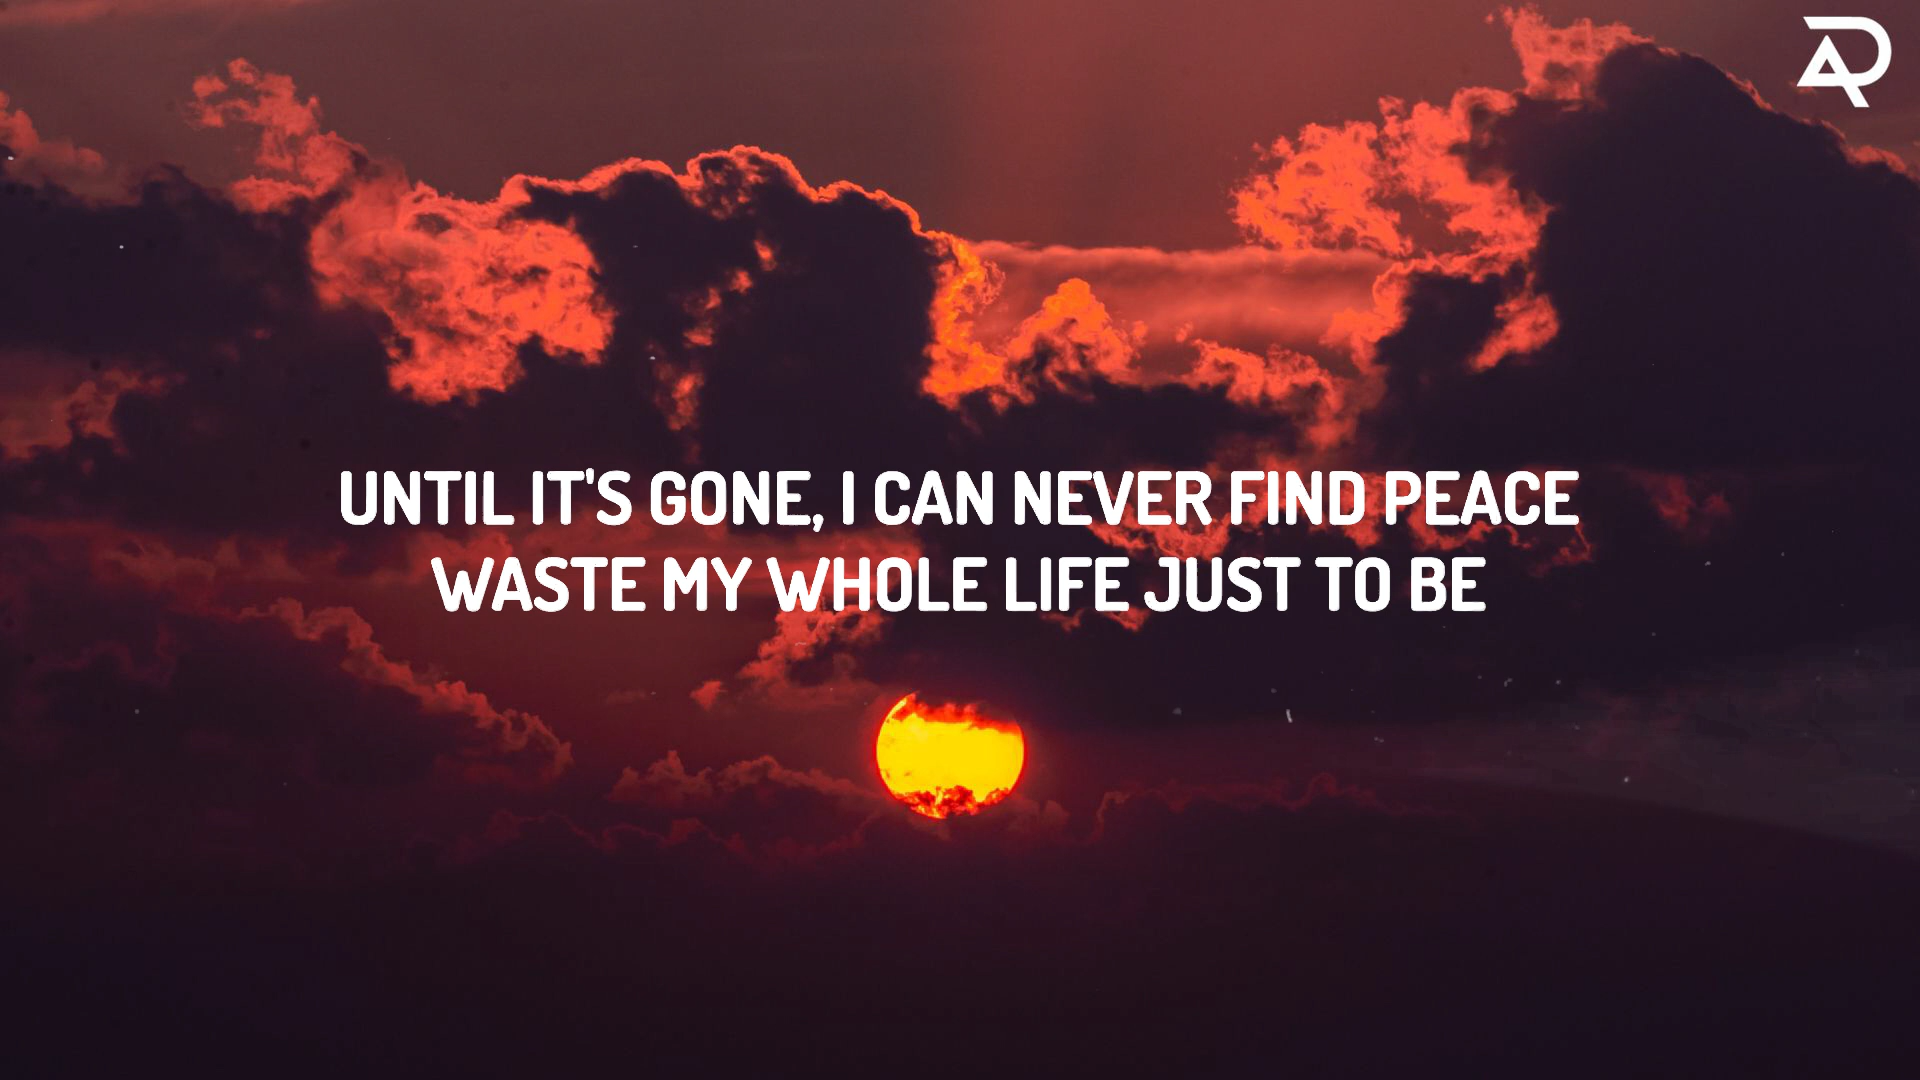 UNTIL IT'S GONE, I CAN NEVER FIND PEACE
WASTE MY WHOLE LIFE JUST TO BE